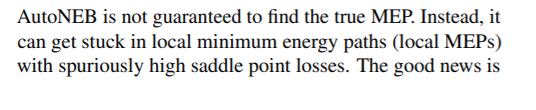 AutoNEB is not guaranteed to find the true MEP. Instead, it
can get stuck in local minimum energy paths (local MEPs)
with spuriously high saddle point losses. The good news is